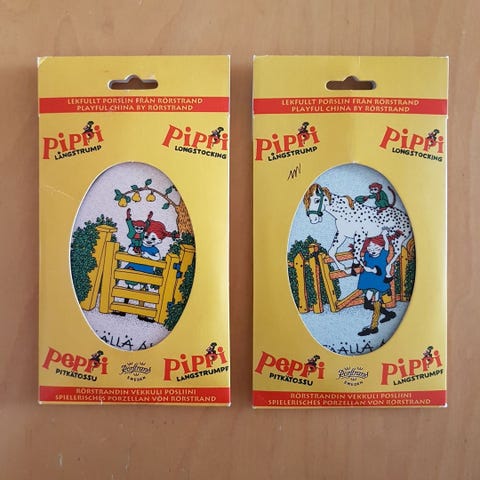 LEKFULLT PORSLIN FRÅN RÖRSTRAND
PLAYFUL CHINA BY RÖRSTRAND
PiPPi
LÅNGSTRUMP
PiPPi
LONGSTOCKING
ÄLLÄ
PePPi
PITKÄTOSSU
Rörstrand
SWEDEN
PiPPi
LANGSTRUMPF
RÖRSTRANDIN VEKKULI POSLIINI
SPIELERISCHES PORZELLAN VON RÖRSTRAND
LEKFULLT PORSLIN FRÅN RÖRSTRAND
PLAYFUL CHINA BY RÖRSTRAND
PiPPi
LÅNGSTRUMP
PiPPi
LONGSTOCKING
ÄLLÄ
PePPi
PITKÄTOSSU
Rörstrand
SWEDEN
PiPPi
LANGSTRUMPF
RÖRSTRANDIN VEKKULI POSLIINI
SPIELERISCHES PORZELLAN VON RÖRSTRAND